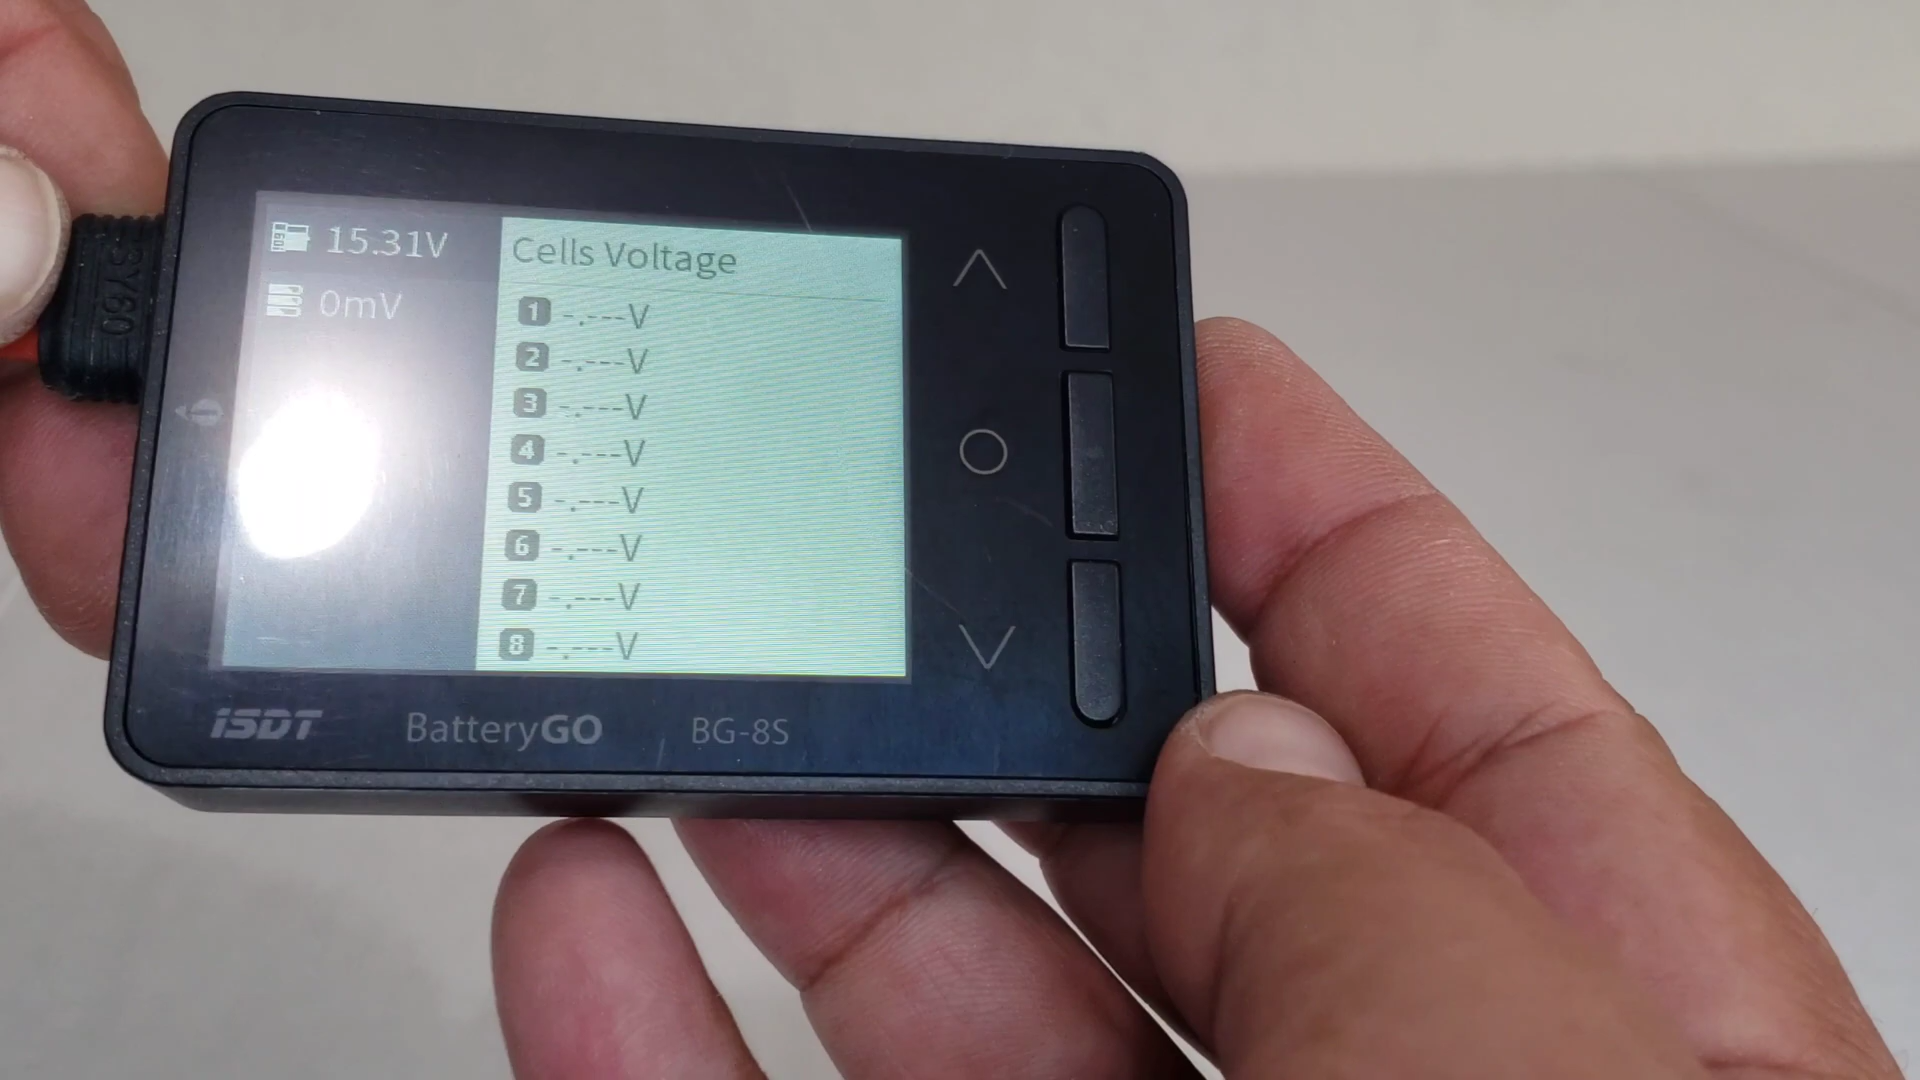 15.31V
0mV
Cells Voltage
1 -.---V
2 -.---V
3 -.---V
4 -.---V
5 -.---V
6 -.---V
7 -.---V
8 -.---V
iSDT BatteryGO BG-8S